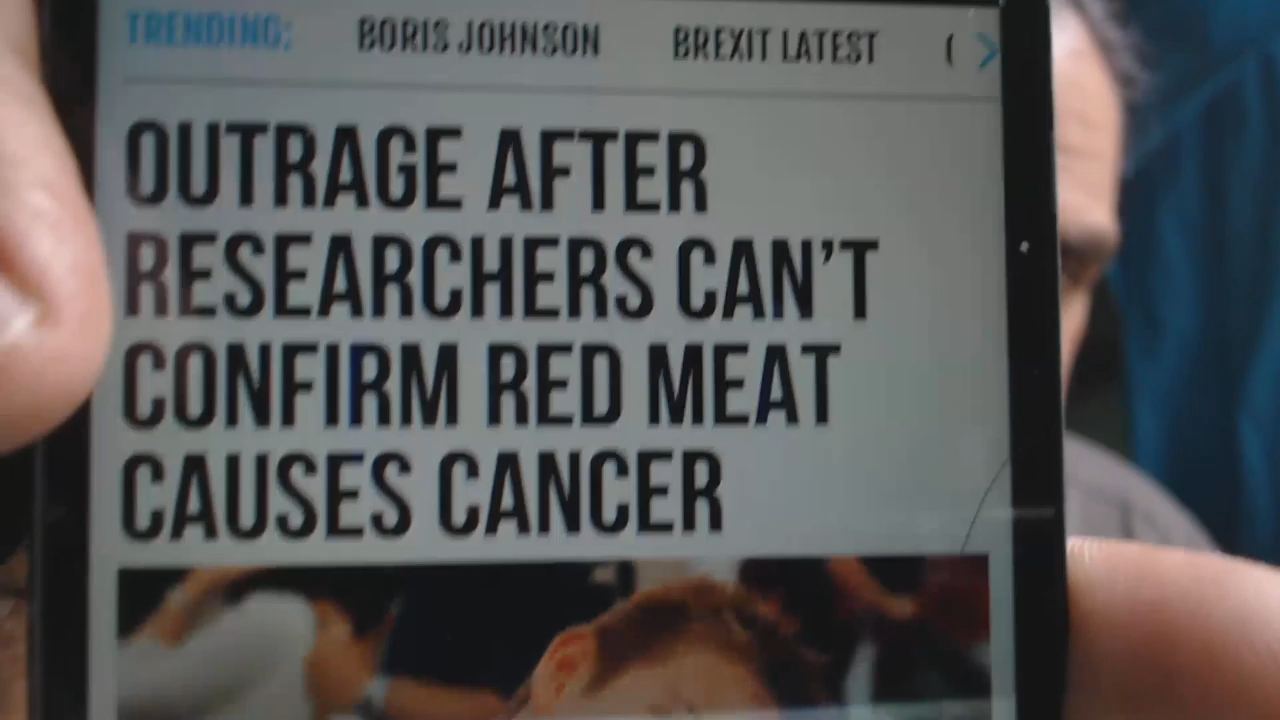 TRENDING: BORIS JOHNSON BREXIT LATEST (
OUTRAGE AFTER
RESEARCHERS CAN'T
CONFIRM RED MEAT
CAUSES CANCER